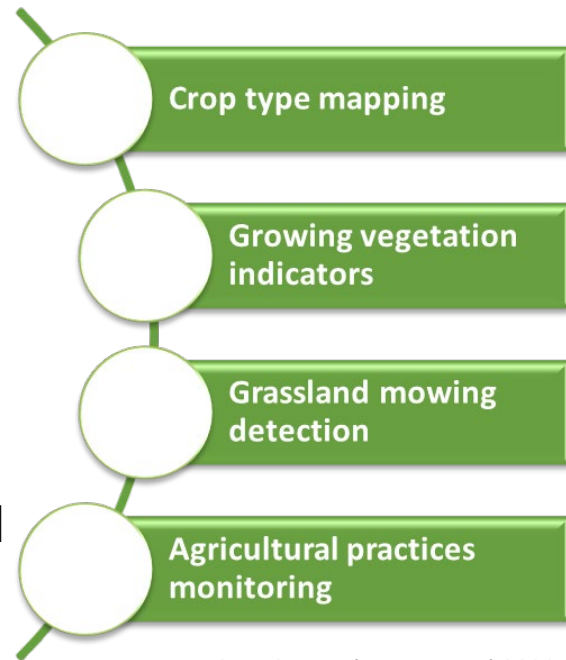 Crop type mapping
Growing vegetation
indicators
Grassland mowing
detection
Agricultural practices
monitoring